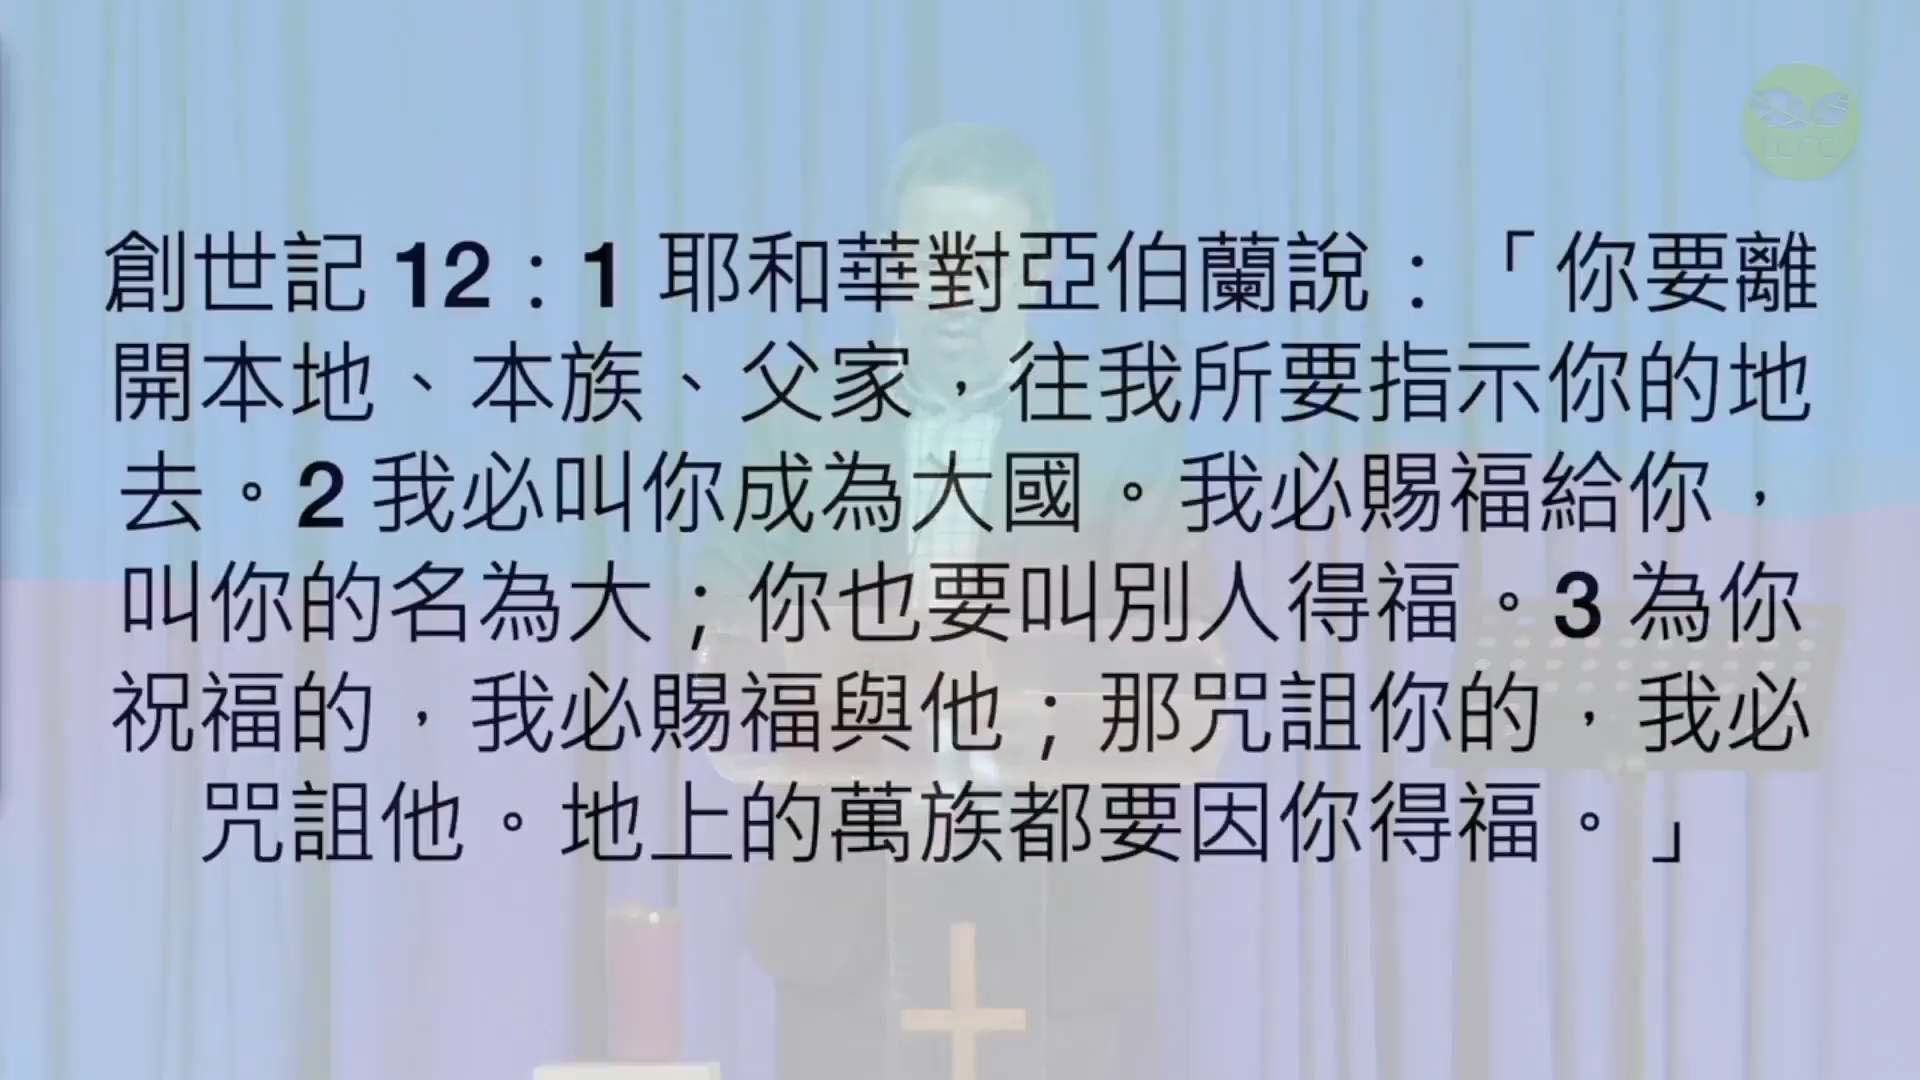 創世記 12：1 耶和華對亞伯蘭說：「你要離
開本地、本族、父家，往我所要指示你的地
去。2 我必叫你成為大國。我必賜福給你，
叫你的名為大；你也要叫別人得福。3 為你
祝福的，我必賜福與他；那咒詛你的，我必
咒詛他。地上的萬族都要因你得福。」